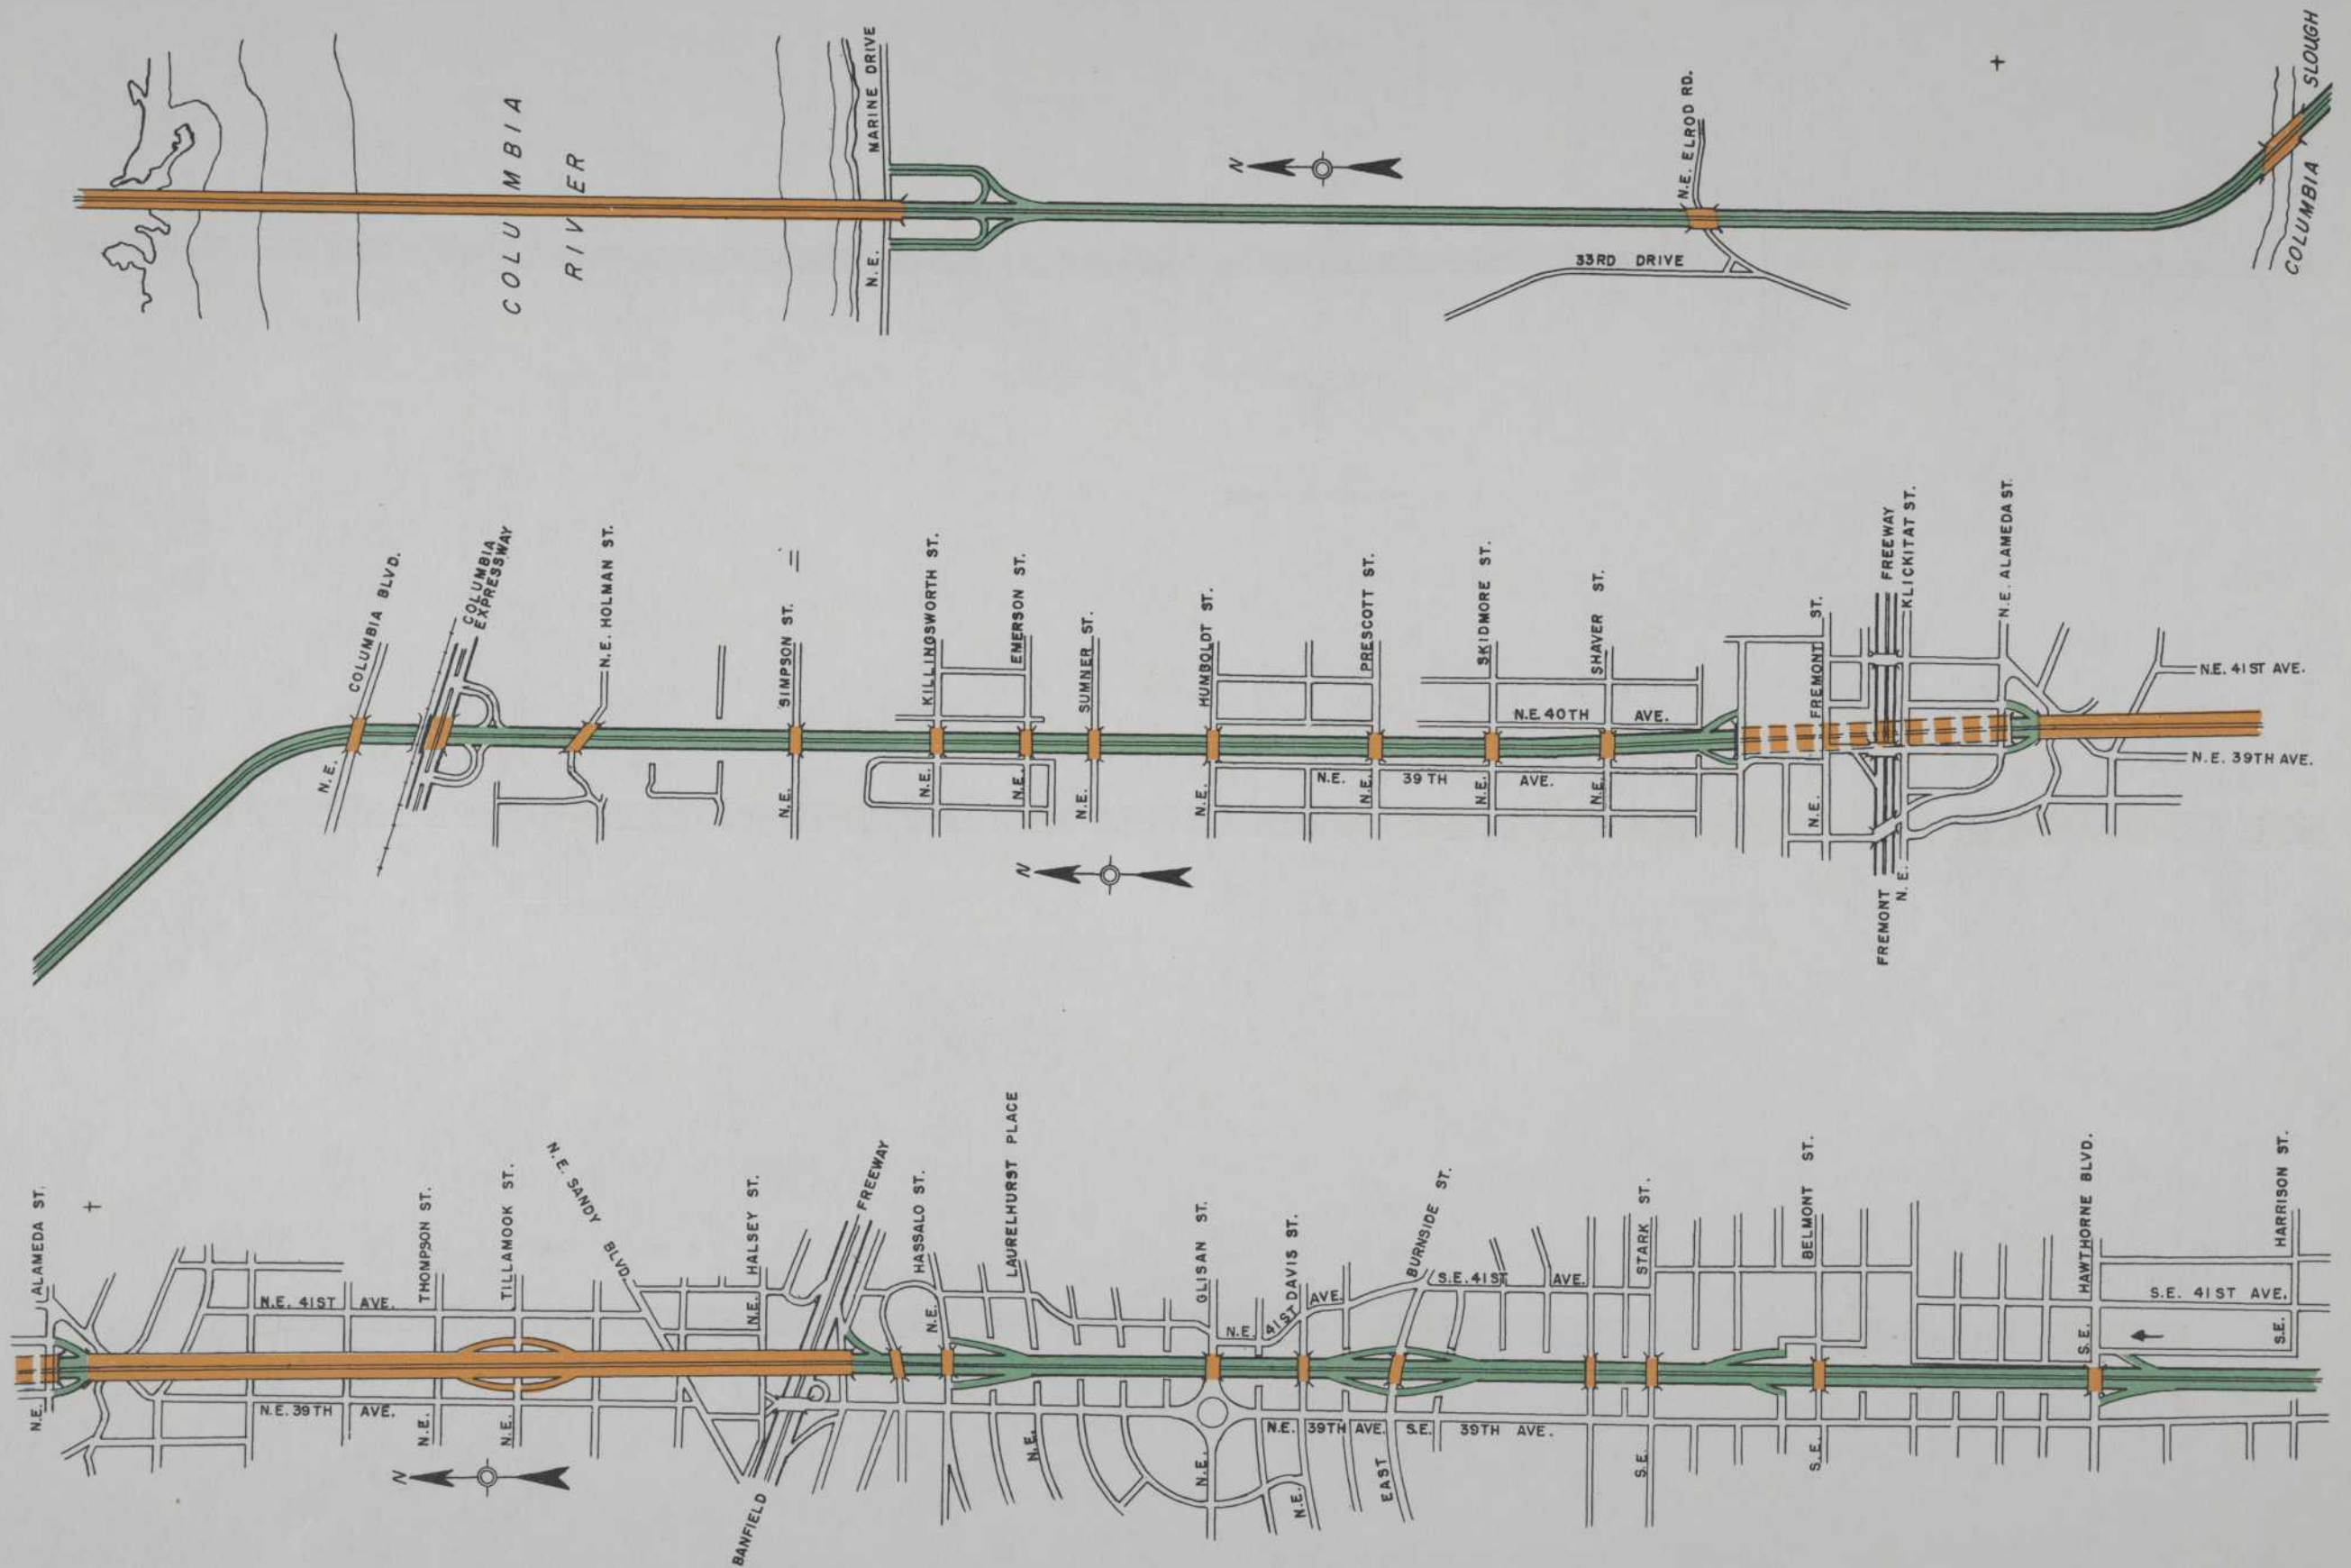 COLUMBIA
RIVER
N.E. MARINE DRIVE
N
N.E. ELROD RD.
33RD DRIVE
COLUMBIA SLOUGH
N.E. COLUMBIA BLVD.
COLUMBIA
EXPRESSWAY
N.E. HOLMAN ST.
N.E. SIMPSON ST.
N.E. KILLINGSWORTH ST.
N.E. EMERSON ST.
N.E. SUMNER ST.
N.E. HUMBOLDT ST.
N.E. PRESCOTT ST.
N.E. SKIDMORE ST.
N.E. SHAVER ST.
N.E. 40TH AVE.
N.E. 39TH AVE.
N.E. FREMONT ST.
FREMONT FREEWAY
N.E. KLICKITAT ST.
N.E. ALAMEDA ST.
N.E. 41ST AVE.
N.E. 39TH AVE.
N
N.E. ALAMEDA ST.
N.E. 41ST AVE.
N.E. 39TH AVE.
N.E. THOMPSON ST.
N.E. TILLAMOOK ST.
N.E. SANDY BLVD.
N.E. HALSEY ST.
BANFIELD FREEWAY
N.E. HASSALO ST.
N.E. LAURELHURST PLACE
N.E. GLISAN ST.
N.E. 41ST AVE.
N.E. DAVIS ST.
N.E. 39TH AVE.
EAST BURNSIDE ST.
S.E. 41ST AVE.
S.E. 39TH AVE.
S.E. STARK ST.
S.E. BELMONT ST.
S.E. HAWTHORNE BLVD.
S.E. 41ST AVE.
S.E. HARRISON ST.
N